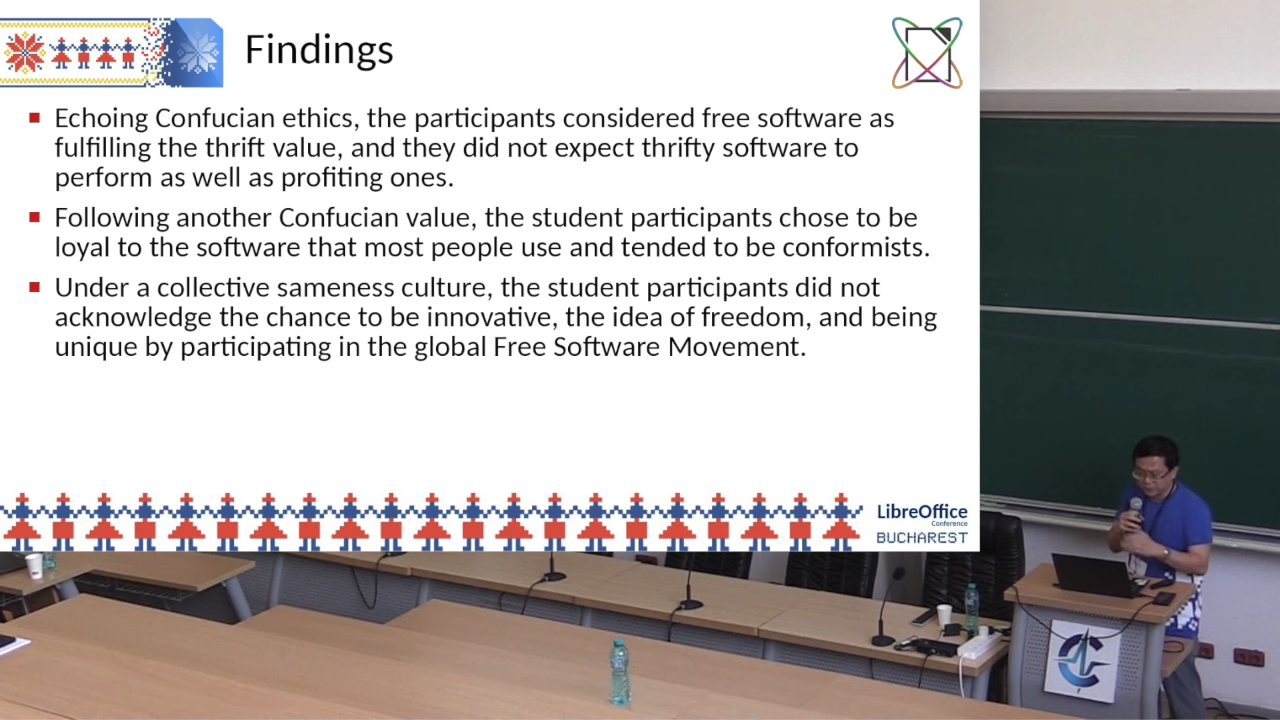 Findings
Echoing Confucian ethics, the participants considered free software as
fulfilling the thrift value, and they did not expect thrifty software to
perform as well as profiting ones.
Following another Confucian value, the student participants chose to be
loyal to the software that most people use and tended to be conformists.
Under a collective sameness culture, the student participants did not
acknowledge the chance to be innovative, the idea of freedom, and being
unique by participating in the global Free Software Movement.
LibreOffice
Conference
BUCHAREST